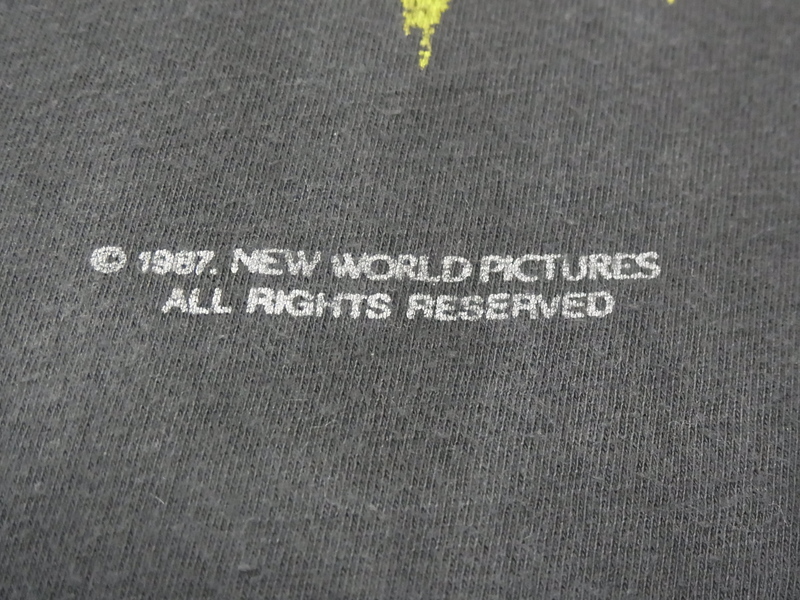 © 1987. NEW WORLD PICTURES
ALL RIGHTS RESERVED